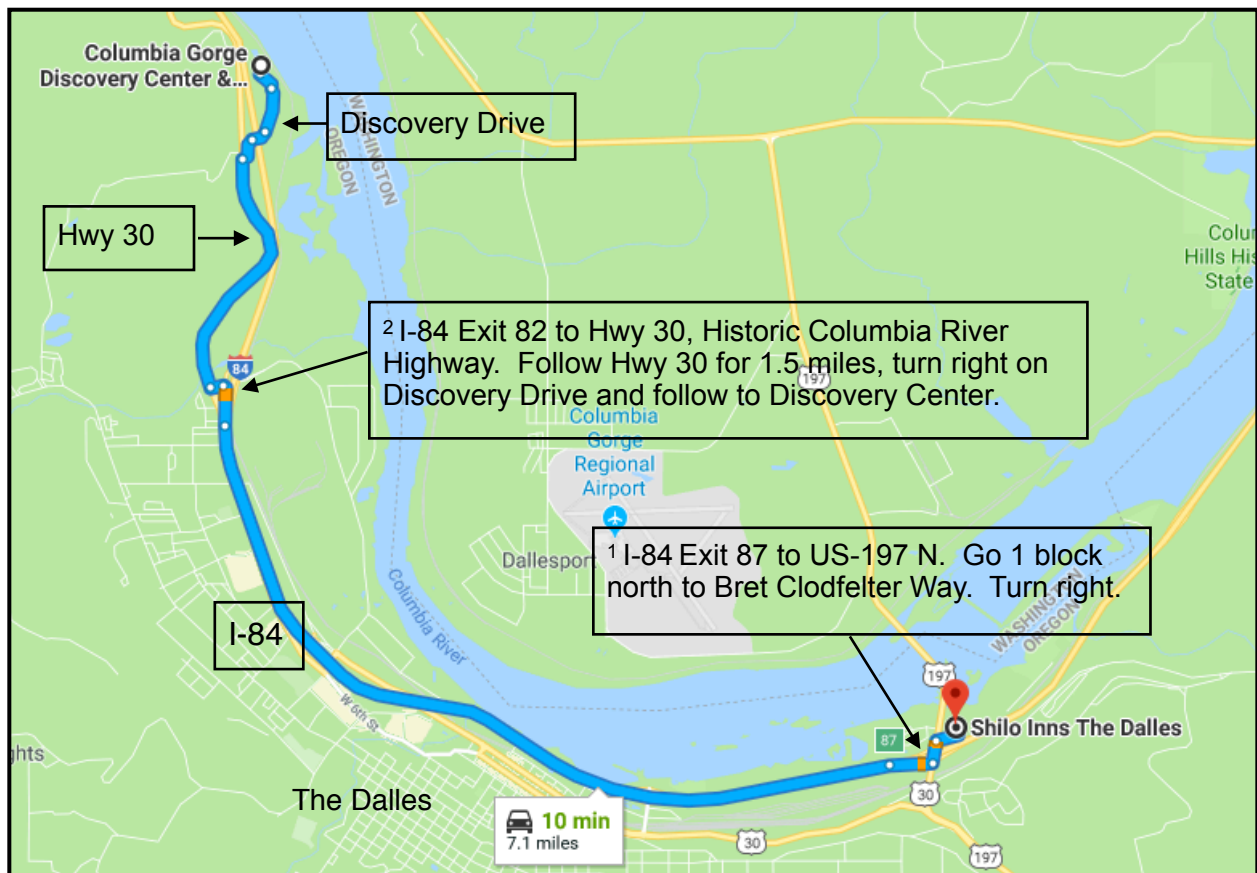 Columbia Gorge
Discovery Center &...
Discovery Drive
WASHINGTON
OREGON
Hwy 30
Hills His
State
² I-84 Exit 82 to Hwy 30, Historic Columbia River
Highway. Follow Hwy 30 for 1.5 miles, turn right on
Discovery Drive and follow to Discovery Center.
84
197
Columbia
Gorge
Regional
Airport
¹ I-84 Exit 87 to US-197 N. Go 1 block
north to Bret Clodfelter Way. Turn right.
Dallesport
I-84
Columbia River
WASHINGTON
OREGON
197
W 6th St
87
Shilo Inns The Dalles
hts
30
The Dalles
10 min
7.1 miles
30
197